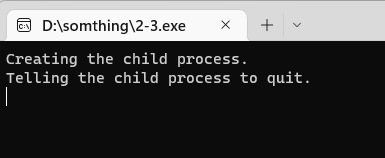 D:\somthing\2-3.exe
Creating the child process.
Telling the child process to quit.